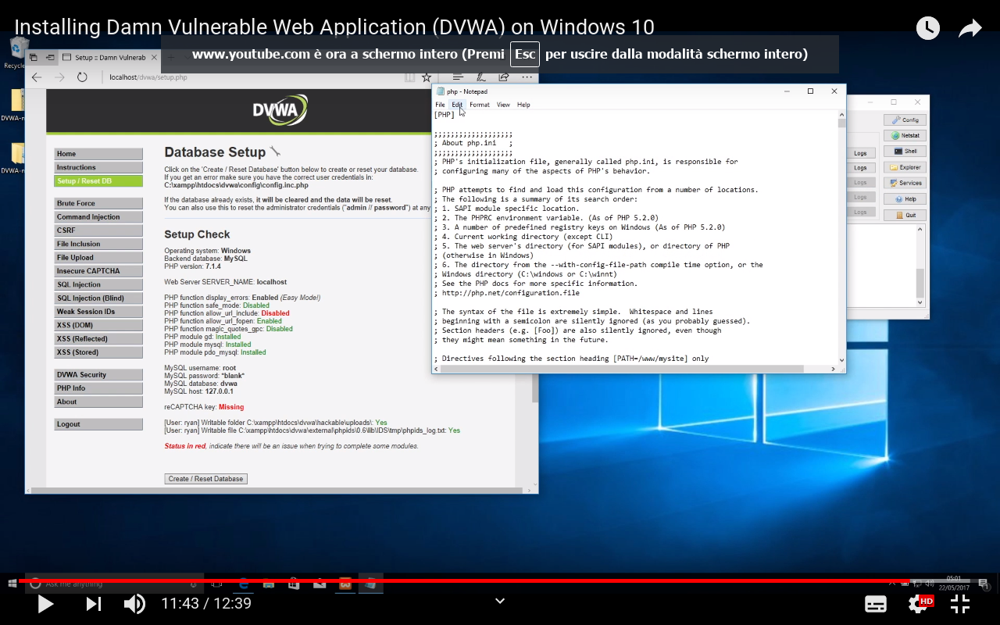 Installing Damn Vulnerable Web Application (DVWA) on Windows 10
www.youtube.com è ora a schermo intero (Premi Esc per uscire dalla modalità schermo intero)
Recycle
DVWA-m
DVWA-m
Setup :: Damn Vulnerab
localhost/dvwa/setup.php
DVWA
Home
Instructions
Setup / Reset DB
Brute Force
Command Injection
CSRF
File Inclusion
File Upload
Insecure CAPTCHA
SQL Injection
SQL Injection (Blind)
Weak Session IDs
XSS (DOM)
XSS (Reflected)
XSS (Stored)
DVWA Security
PHP Info
About
Logout
Database Setup
Click on the 'Create / Reset Database' button below to create or reset your database.
If you get an error make sure you have the correct user credentials in:
C:\xampp\htdocs\dvwa\config\config.inc.php
If the database already exists, it will be cleared and the data will be reset.
You can also use this to reset the administrator credentials ("admin // password") at any
Setup Check
Operating system: Windows
Backend database: MySQL
PHP version: 7.1.4
Web Server SERVER_NAME: localhost
PHP function display_errors: Enabled (Easy Mode!)
PHP function safe_mode: Disabled
PHP function allow_url_include: Disabled
PHP function allow_url_fopen: Enabled
PHP function magic_quotes_gpc: Disabled
PHP module gd: Installed
PHP module mysql: Installed
PHP module pdo_mysql: Installed
MySQL username: root
MySQL password: *blank*
MySQL database: dvwa
MySQL host: 127.0.0.1
reCAPTCHA key: Missing
[User: ryan] Writable folder C:\xampp\htdocs\dvwa\hackable\uploads\: Yes
[User: ryan] Writable file C:\xampp\htdocs\dvwa\external\phpids\0.6\lib\IDS\tmp\phpids_log.txt: Yes
Status in red, indicate there will be an issue when trying to complete some modules.
Create / Reset Database
php - Notepad
File Edit Format View Help
[PHP]
;;;;;;;;;;;;;;;;;;;
; About php.ini   ;
;;;;;;;;;;;;;;;;;;;
; PHP's initialization file, generally called php.ini, is responsible for
; configuring many of the aspects of PHP's behavior.
; PHP attempts to find and load this configuration from a number of locations.
; The following is a summary of its search order:
; 1. SAPI module specific location.
; 2. The PHPRC environment variable. (As of PHP 5.2.0)
; 3. A number of predefined registry keys on Windows (As of PHP 5.2.0)
; 4. Current working directory (except CLI)
; 5. The web server's directory (for SAPI modules), or directory of PHP
; (otherwise in Windows)
; 6. The directory from the --with-config-file-path compile time option, or the
; Windows directory (C:\windows or C:\winnt)
; See the PHP docs for more specific information.
; http://php.net/configuration.file
; The syntax of the file is extremely simple.  Whitespace and lines
; beginning with a semicolon are silently ignored (as you probably guessed).
; Section headers (e.g. [Foo]) are also silently ignored, even though
; they might mean something in the future.
; Directives following the section heading [PATH=/www/mysite] only
Logs
Logs
Logs
Logs
Logs
Config
Netstat
Shell
Explorer
Services
Help
Quit
Ask me anything
05:01
22/05/2017
11:43 / 12:39
HD